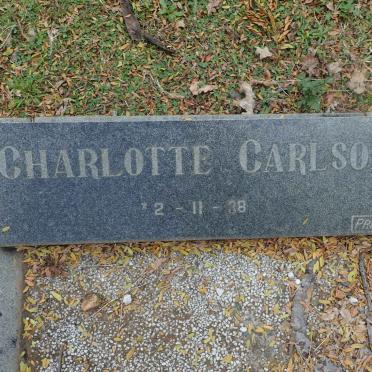 CHARLOTTE CARLSO
* 2 - 11 - 38
PR